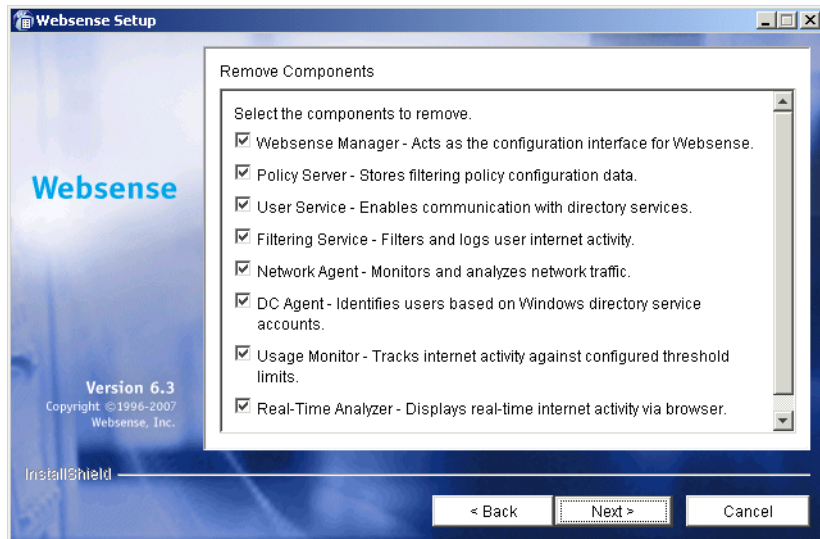 Websense Setup
Remove Components
Select the components to remove.
Websense Manager - Acts as the configuration interface for Websense.
Policy Server - Stores filtering policy configuration data.
User Service - Enables communication with directory services.
Filtering Service - Filters and logs user internet activity.
Network Agent - Monitors and analyzes network traffic.
DC Agent - Identifies users based on Windows directory service
accounts.
Usage Monitor - Tracks internet activity against configured threshold
limits.
Real-Time Analyzer - Displays real-time internet activity via browser.
Websense
Version 6.3
Copyright ©1996-2007
Websense, Inc.
InstallShield
< Back
Next >
Cancel